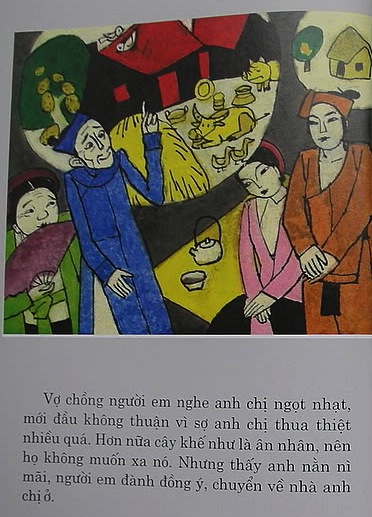 Vợ chồng người em nghe anh chị ngọt nhạt,
mới đầu không thuận vì sợ anh chị thua thiệt
nhiều quá. Hơn nữa cây khế như là ân nhân, nên
họ không muốn xa nó. Nhưng thấy anh nằn nì
mãi, người em đành đồng ý, chuyển về nhà anh
chị ở.